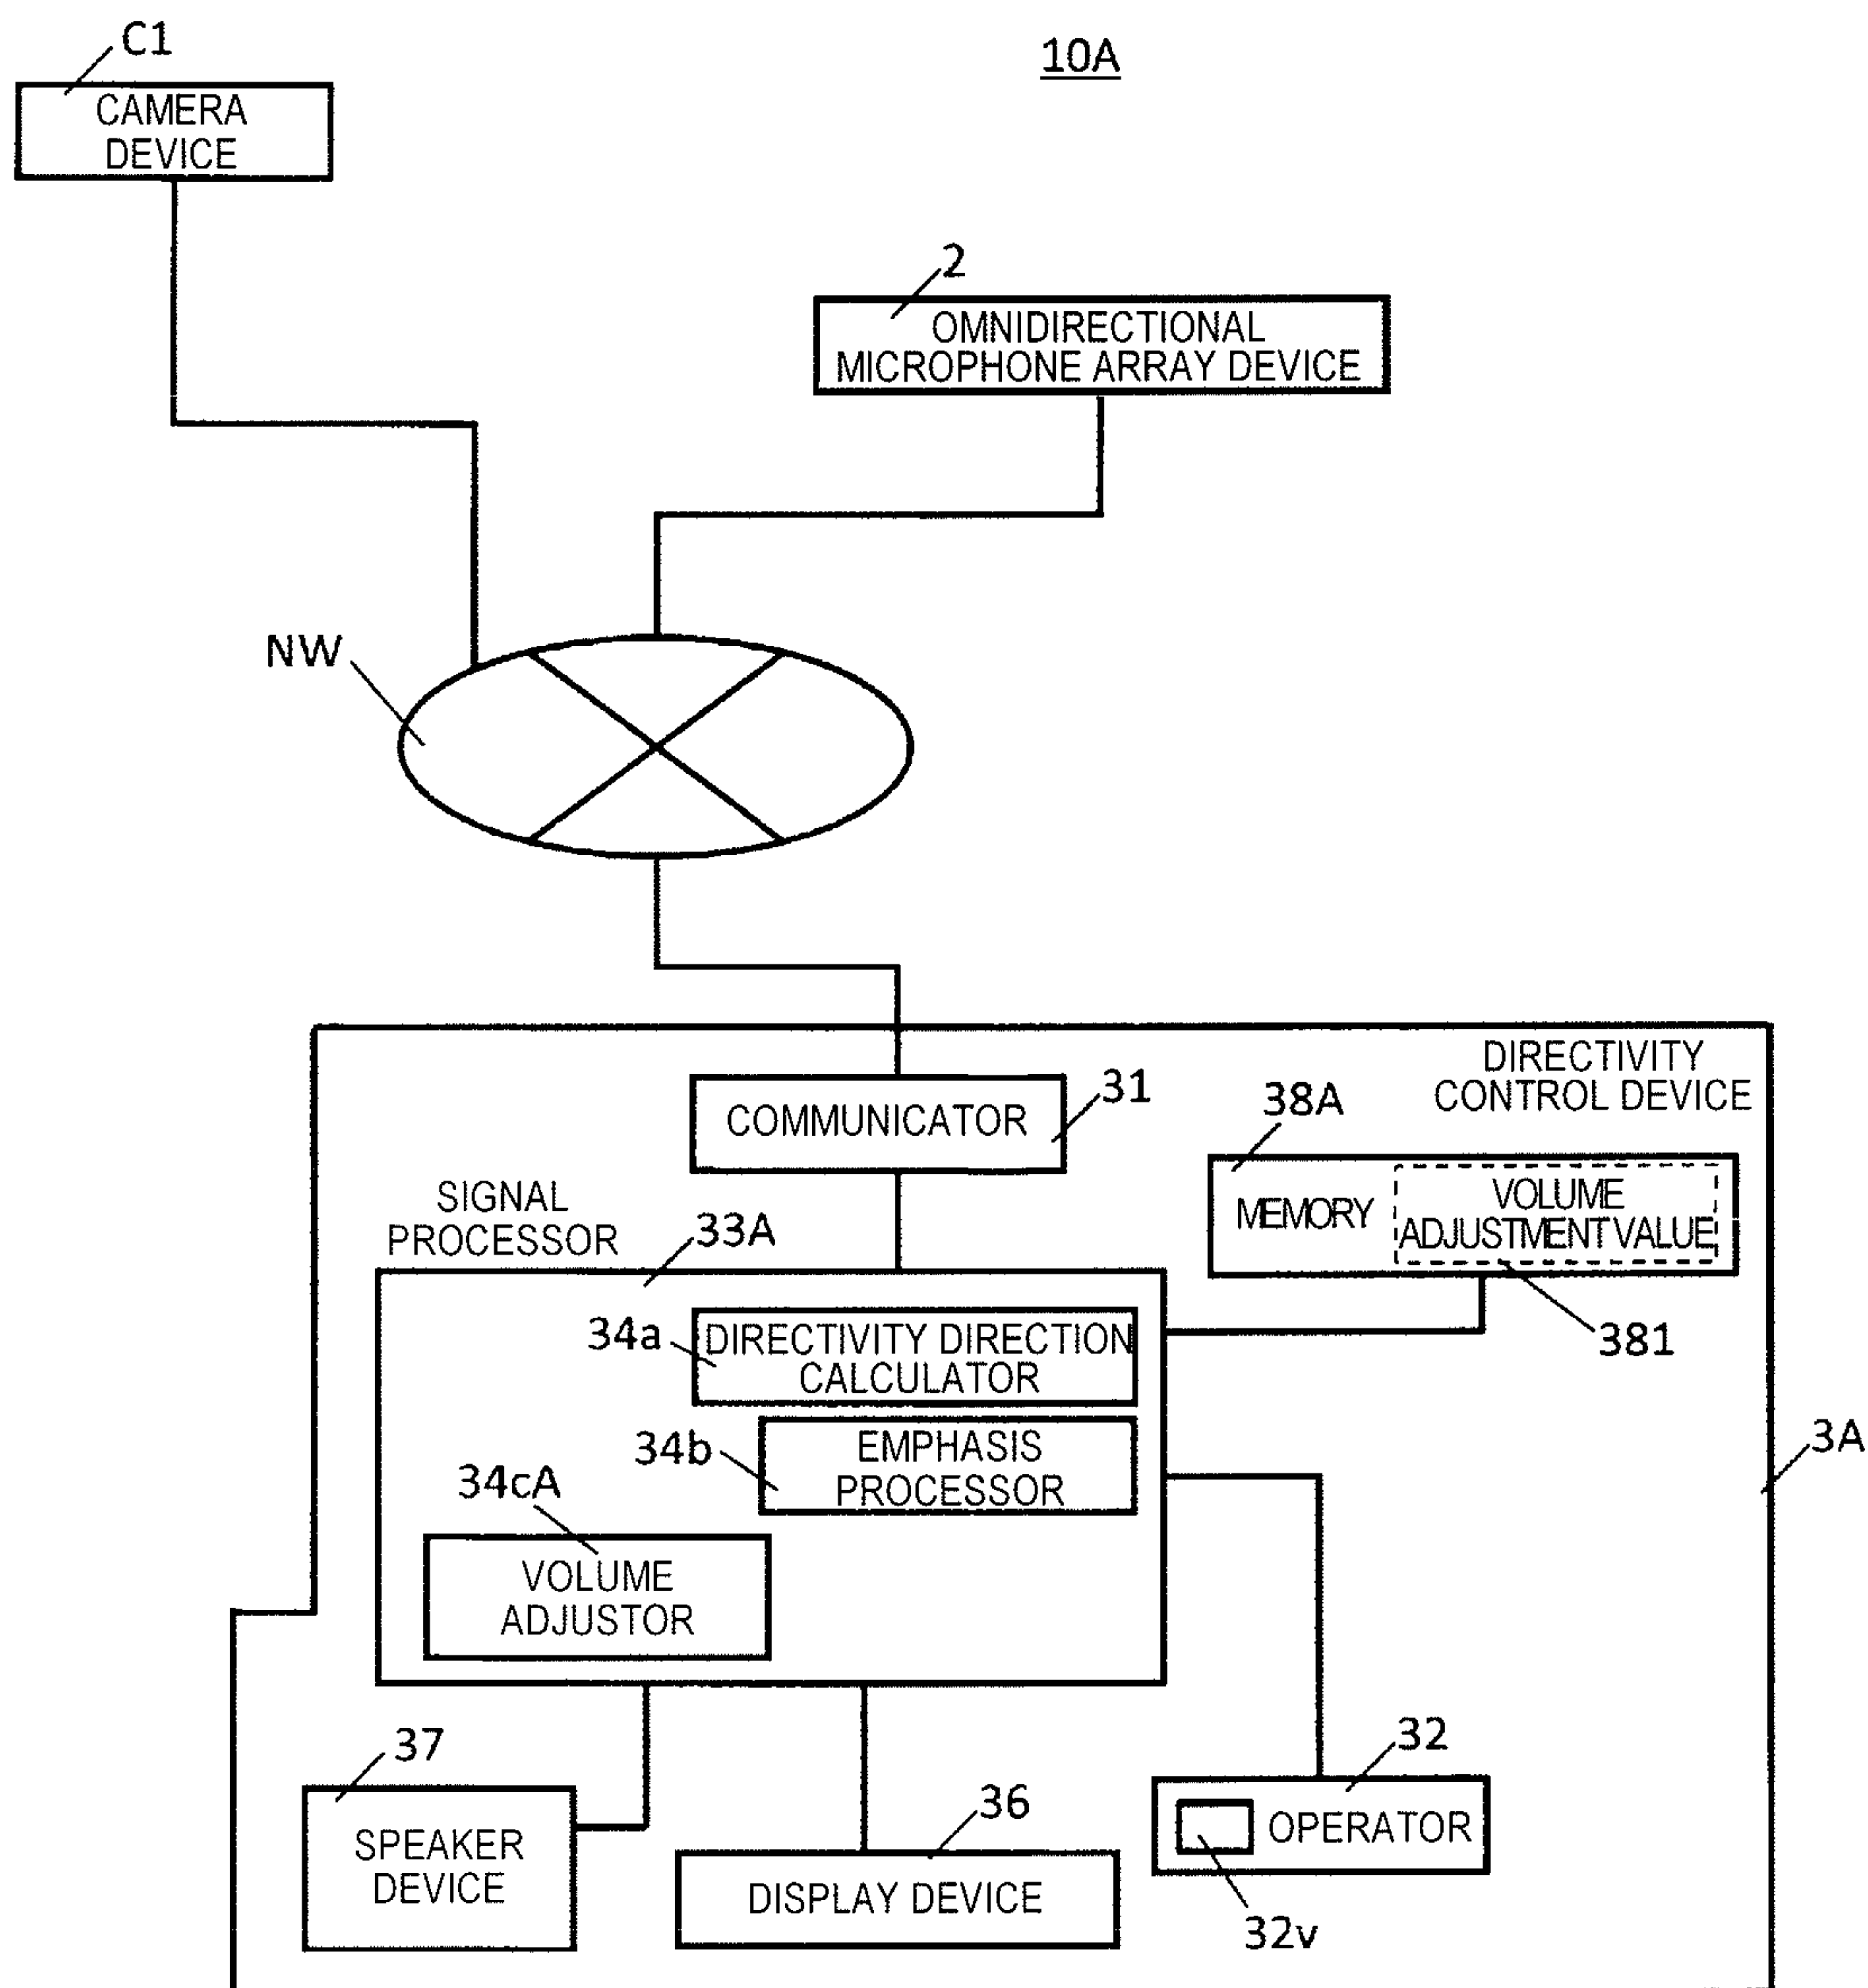 C1
10A
CAMERA
DEVICE
2
OMNIDIRECTIONAL
MICROPHONE ARRAY DEVICE
NW
DIRECTIVITY
CONTROL DEVICE
31
COMMUNICATOR
38A
MEMORY
VOLUME
ADJUSTMENT VALUE
381
SIGNAL
PROCESSOR
33A
34a
DIRECTIVITY DIRECTION
CALCULATOR
34b
EMPHASIS
PROCESSOR
3A
34cA
VOLUME
ADJUSTOR
37
SPEAKER
DEVICE
36
DISPLAY DEVICE
32
OPERATOR
32v